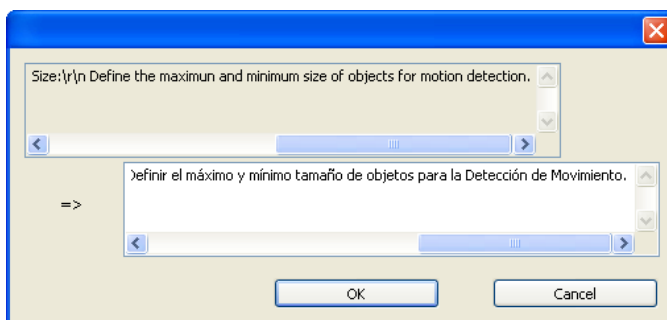 Size:\r\n Define the maximun and minimum size of objects for motion detection.
efinir el máximo y mínimo tamaño de objetos para la Detección de Movimiento.
=>
OK Cancel